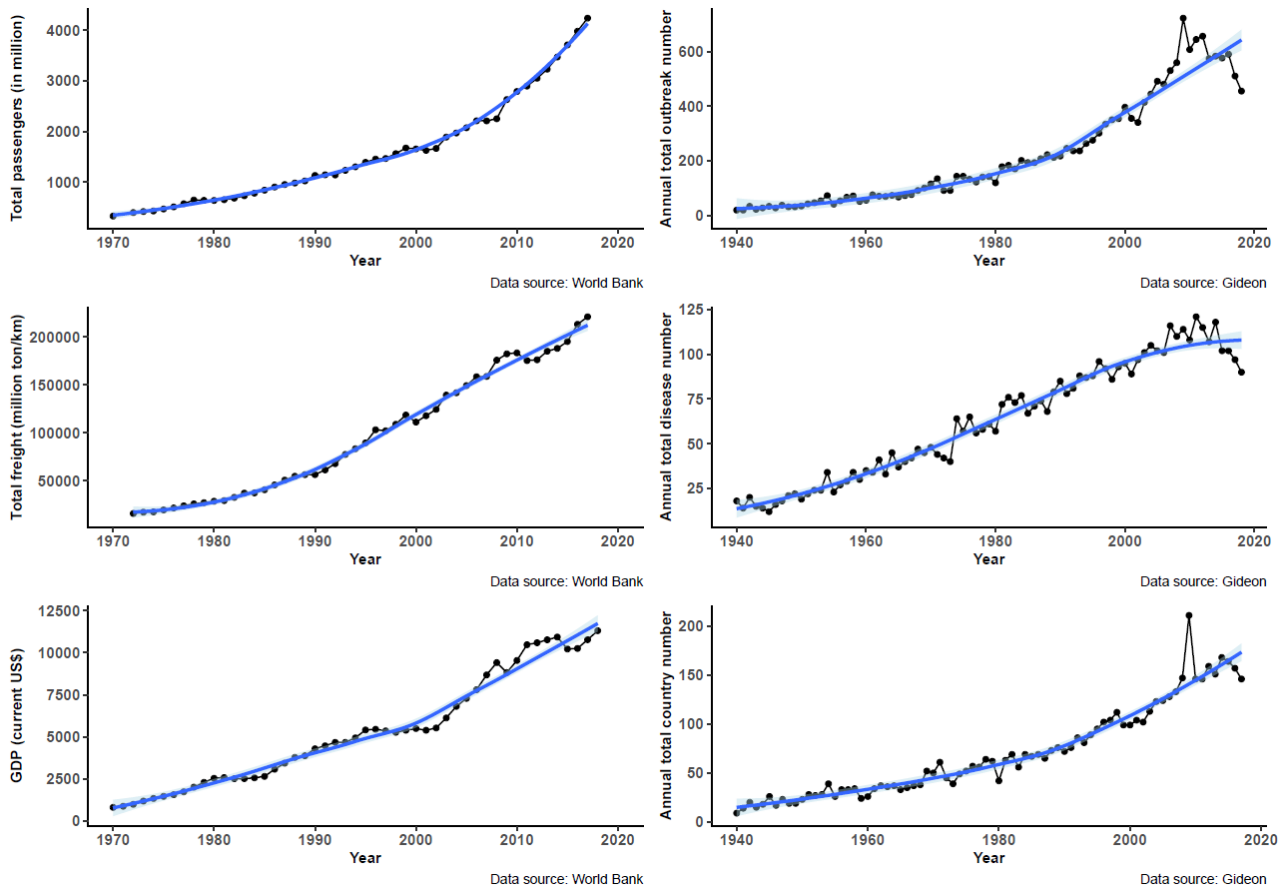 Total passengers (in million)
4000
3000
2000
1000
1970 1980 1990 2000 2010 2020
Year
Data source: World Bank
Annual total outbreak number
600
400
200
0
1940 1960 1980 2000 2020
Year
Data source: Gideon
Total freight (million ton/km)
200000
150000
100000
50000
1970 1980 1990 2000 2010 2020
Year
Data source: World Bank
Annual total disease number
125
100
75
50
25
1940 1960 1980 2000 2020
Year
Data source: Gideon
GDP (current US$)
12500
10000
7500
5000
2500
0
1970 1980 1990 2000 2010 2020
Year
Data source: World Bank
Annual total country number
200
150
100
50
0
1940 1960 1980 2000 2020
Year
Data source: Gideon